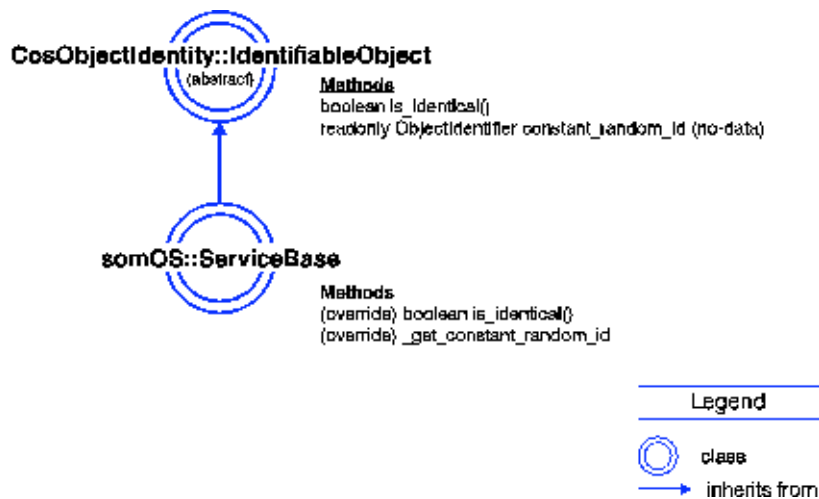 CosObjectIdentity::IdentifiableObject
(abstract)
Methods
boolean is_identical()
readonly ObjectIdentifier constant_random_id (no-data)
somOS::ServiceBase
Methods
(override) boolean is_identical()
(override) _get_constant_random_id
Legend
class
inherits from